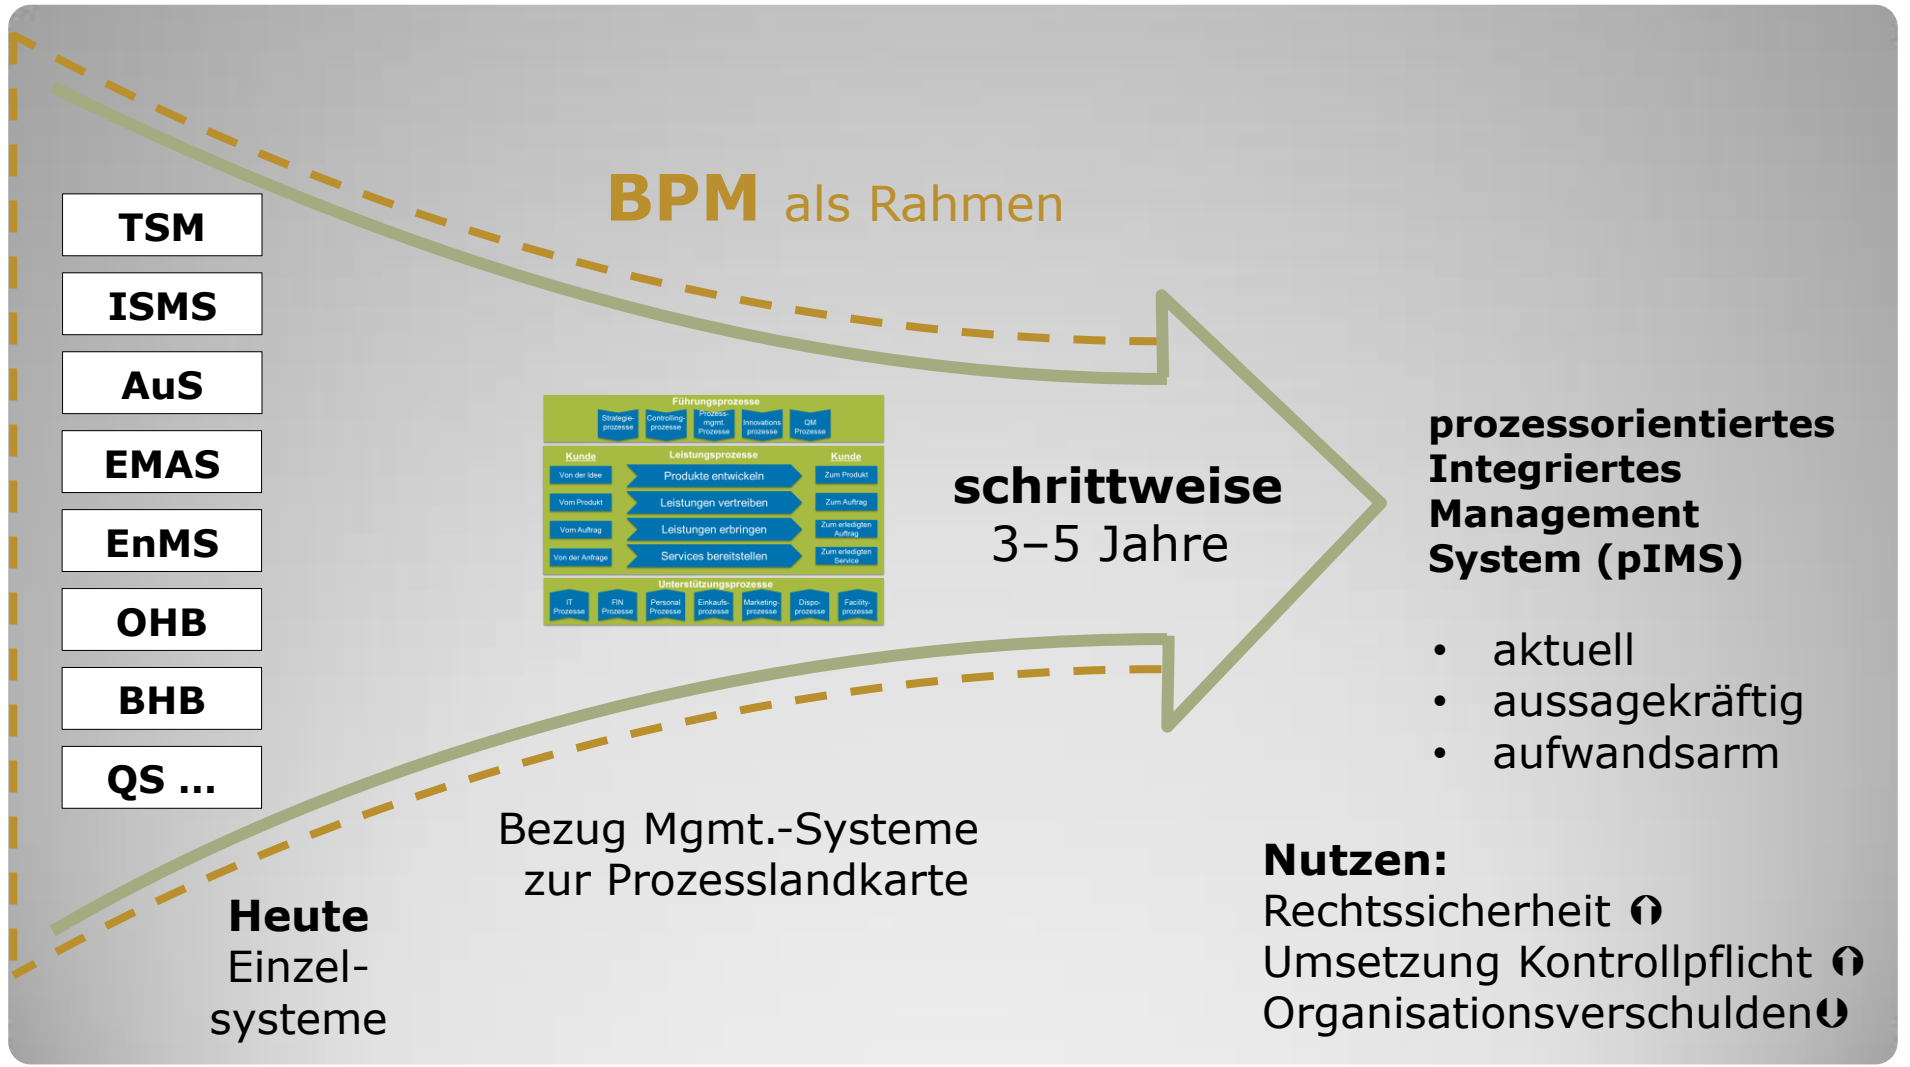 BPM als Rahmen
TSM
ISMS
AuS
EMAS
EnMS
OHB
BHB
QS ...
Heute
Einzel-
systeme
Führungsprozesse
Strategie-
prozesse
Controlling-
prozesse
Prozess-
mgmt.
Prozesse
Innovations
prozesse
QM
Prozesse
Kunde
Leistungsprozesse
Kunde
Von der Idee
Produkte entwickeln
Zum Produkt
Vom Produkt
Leistungen vertreiben
Zum Auftrag
Vom Auftrag
Leistungen erbringen
Zum erledigten
Auftrag
Von der Anfrage
Services bereitstellen
Zum erledigten
Service
Unterstützungsprozesse
IT
Prozesse
FIN
Prozesse
Personal
Prozesse
Einkaufs-
prozesse
Marketing-
prozesse
Dispo-
prozesse
Facility-
prozesse
Bezug Mgmt.-Systeme
zur Prozesslandkarte
schrittweise
3–5 Jahre
prozessorientiertes
Integriertes
Management
System (pIMS)
• aktuell
• aussagekräftig
• aufwandsarm
Nutzen:
Rechtssicherheit
Umsetzung Kontrollpflicht
Organisationsverschulden